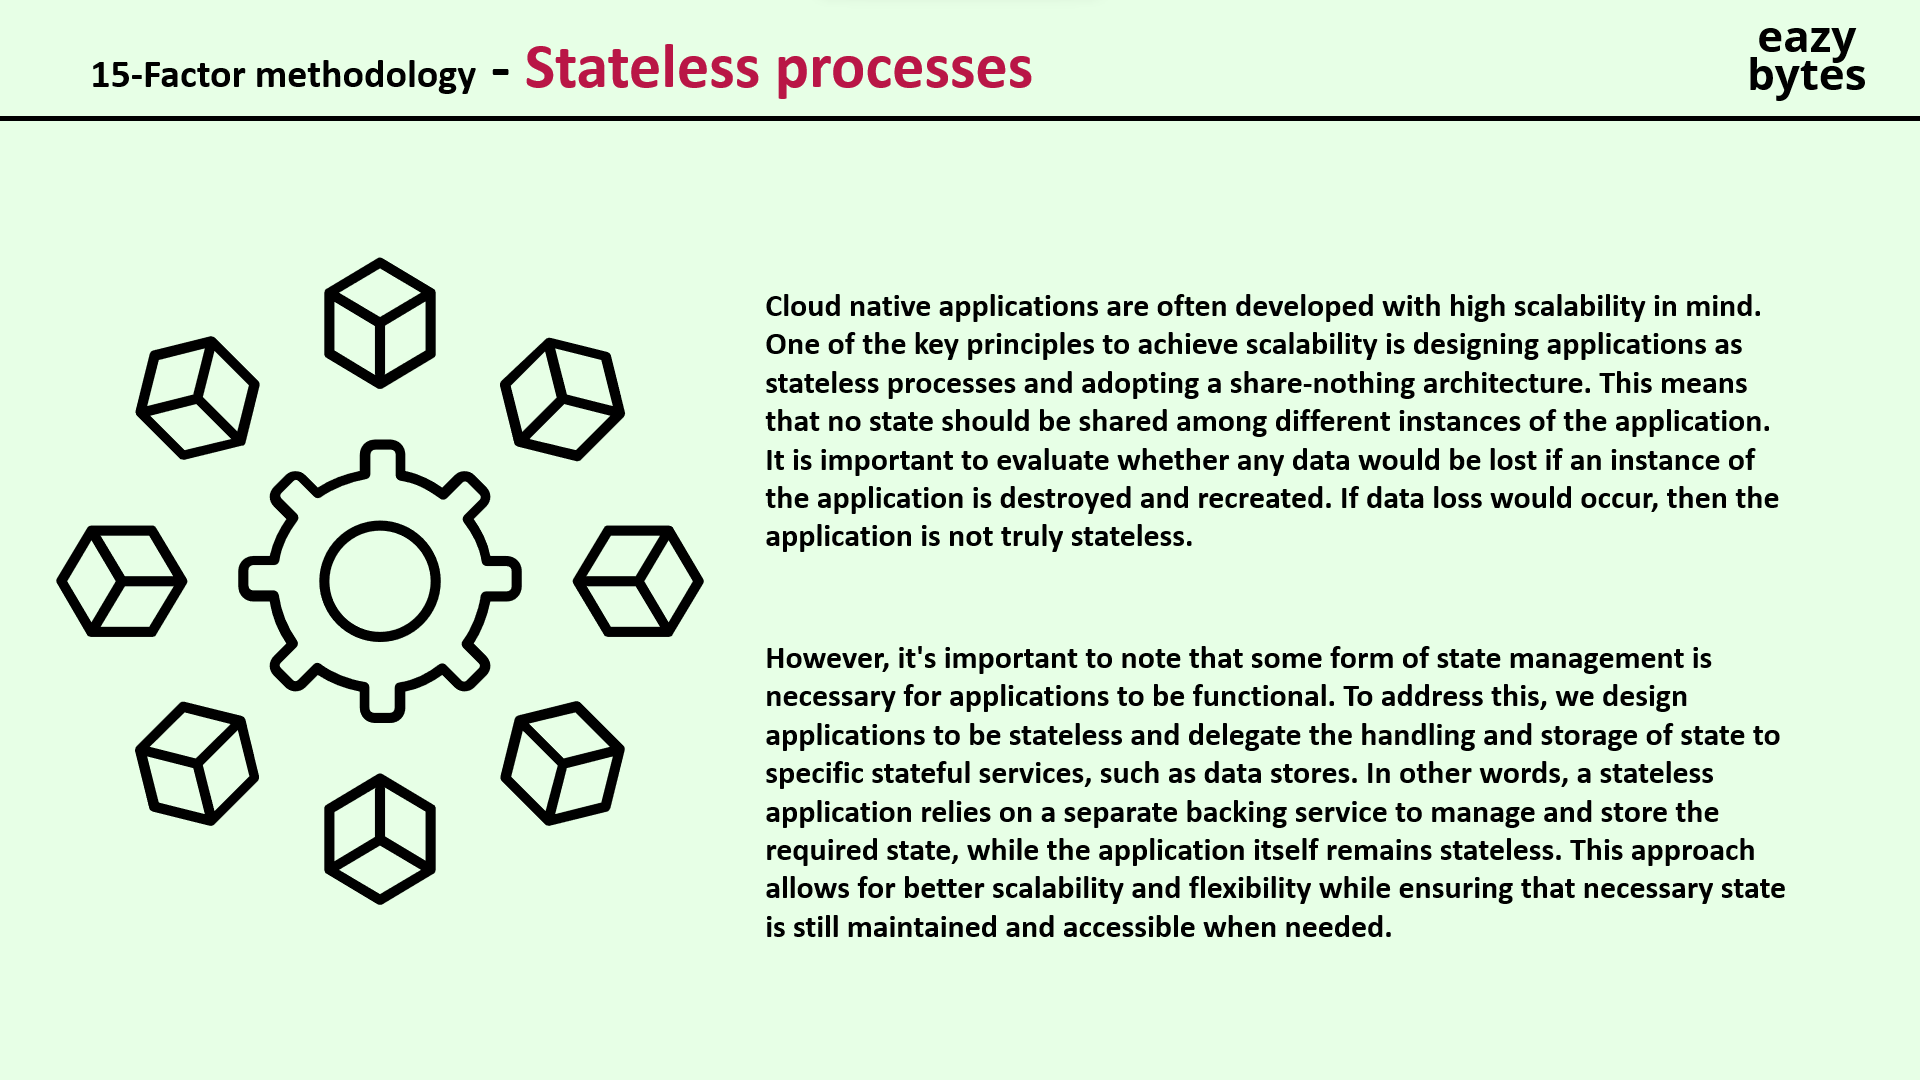 15-Factor methodology - Stateless processes
eazy
bytes
Cloud native applications are often developed with high scalability in mind.
One of the key principles to achieve scalability is designing applications as
stateless processes and adopting a share-nothing architecture. This means
that no state should be shared among different instances of the application.
It is important to evaluate whether any data would be lost if an instance of
the application is destroyed and recreated. If data loss would occur, then the
application is not truly stateless.
However, it's important to note that some form of state management is
necessary for applications to be functional. To address this, we design
applications to be stateless and delegate the handling and storage of state to
specific stateful services, such as data stores. In other words, a stateless
application relies on a separate backing service to manage and store the
required state, while the application itself remains stateless. This approach
allows for better scalability and flexibility while ensuring that necessary state
is still maintained and accessible when needed.